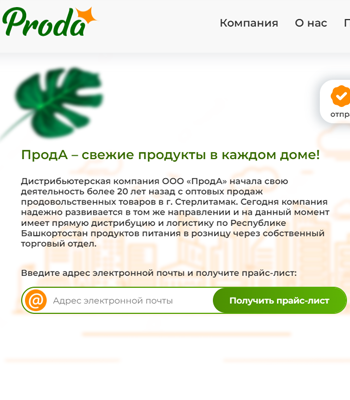 Proda
Компания О нас
отпр
ПродА – свежие продукты в каждом доме!
Дистрибьютерская компания ООО «ПродА» начала свою
деятельность более 20 лет назад с оптовых продаж
продовольственных товаров в г. Стерлитамак. Сегодня компания
надежно развивается в том же направлении и на данный момент
имеет прямую дистрибуцию и логистику по Республике
Башкортостан продуктов питания в розницу через собственный
торговый отдел.
Введите адрес электронной почты и получите прайс-лист:
@ Адрес электронной почты Получить прайс-лист